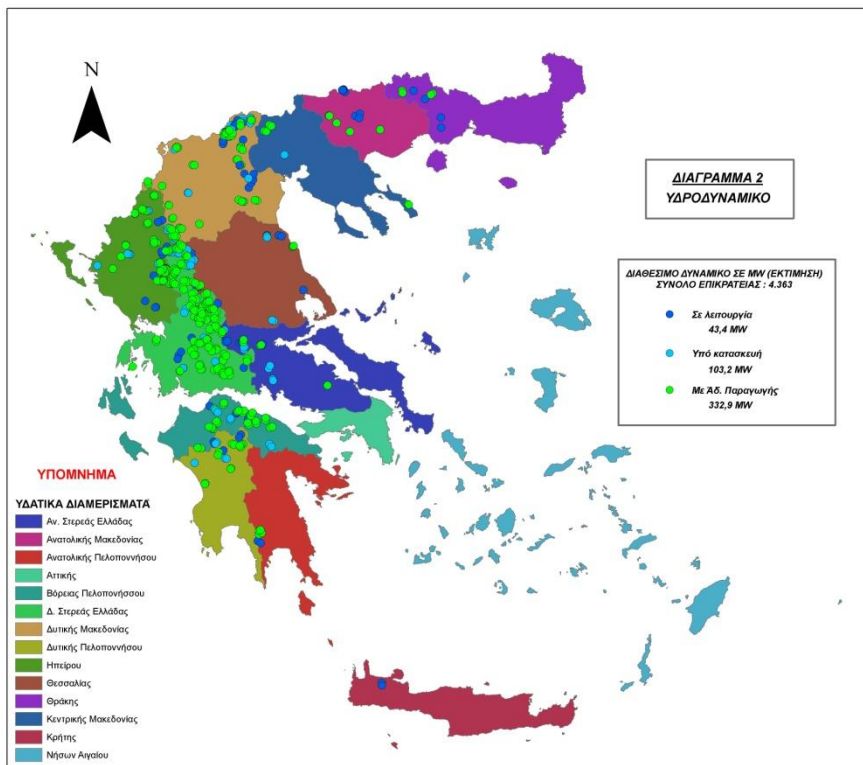 N
ΔΙΑΓΡΑΜΜΑ 2
ΥΔΡΟΔΥΝΑΜΙΚΟ
ΔΙΑΘΕΣΙΜΟ ΔΥΝΑΜΙΚΟ ΣΕ MW (ΕΚΤΙΜΗΣΗ)
ΣΥΝΟΛΟ ΕΠΙΚΡΑΤΕΙΑΣ : 4.363
Σε λειτουργία
43,4 MW
Υπό κατασκευή
103,2 MW
Με Άδ. Παραγωγής
332,9 MW
ΥΠΟΜΝΗΜΑ
ΥΔΑΤΙΚΑ ΔΙΑΜΕΡΙΣΜΑΤΑ
Αν. Στερεάς Ελλάδας
Ανατολικής Μακεδονίας
Ανατολικής Πελοποννήσου
Αττικής
Βόρειας Πελοπονήσσου
Δ. Στερεάς Ελλάδας
Δυτικής Μακεδονίας
Δυτικής Πελοποννήσου
Ηπείρου
Θεσσαλίας
Θράκης
Κεντρικής Μακεδονίας
Κρήτης
Νήσων Αιγαίου